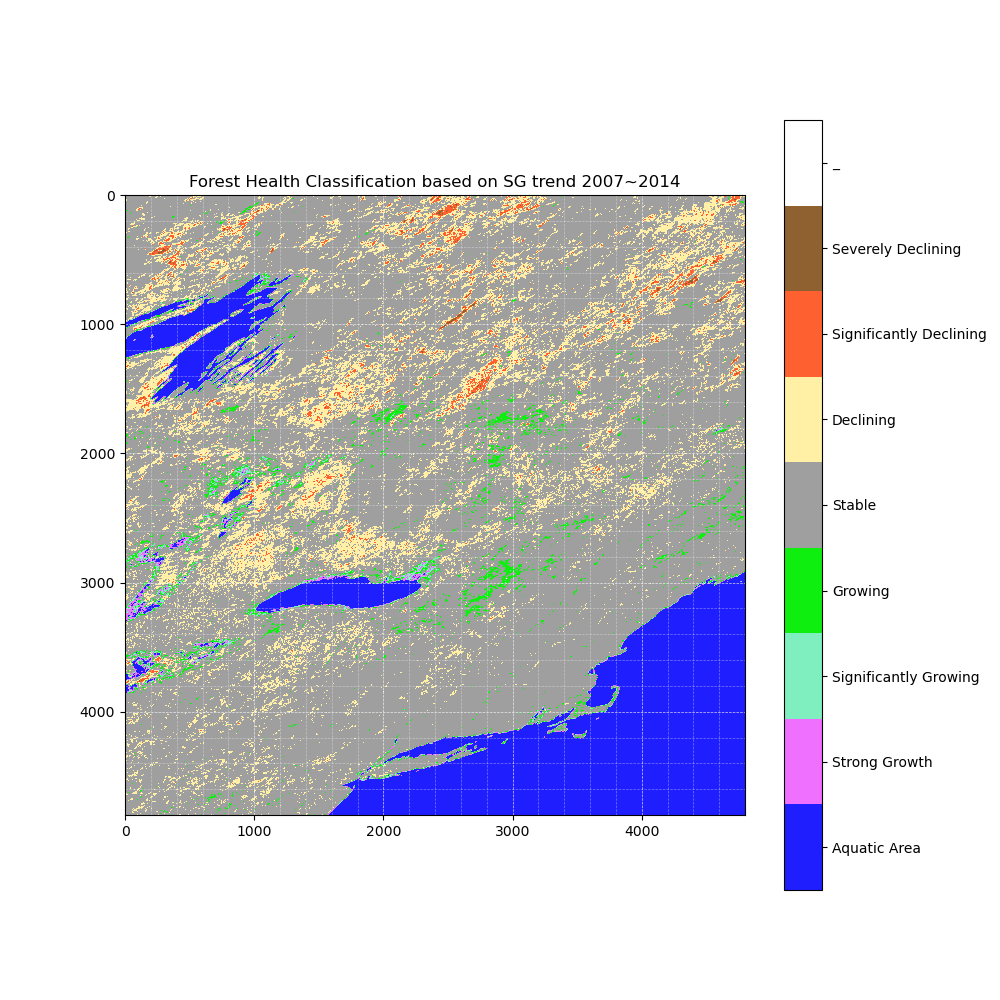 Forest Health Classification based on SG trend 2007~2014
0
1000
2000
3000
4000
0
1000
2000
3000
4000
_
Severely Declining
Significantly Declining
Declining
Stable
Growing
Significantly Growing
Strong Growth
Aquatic Area